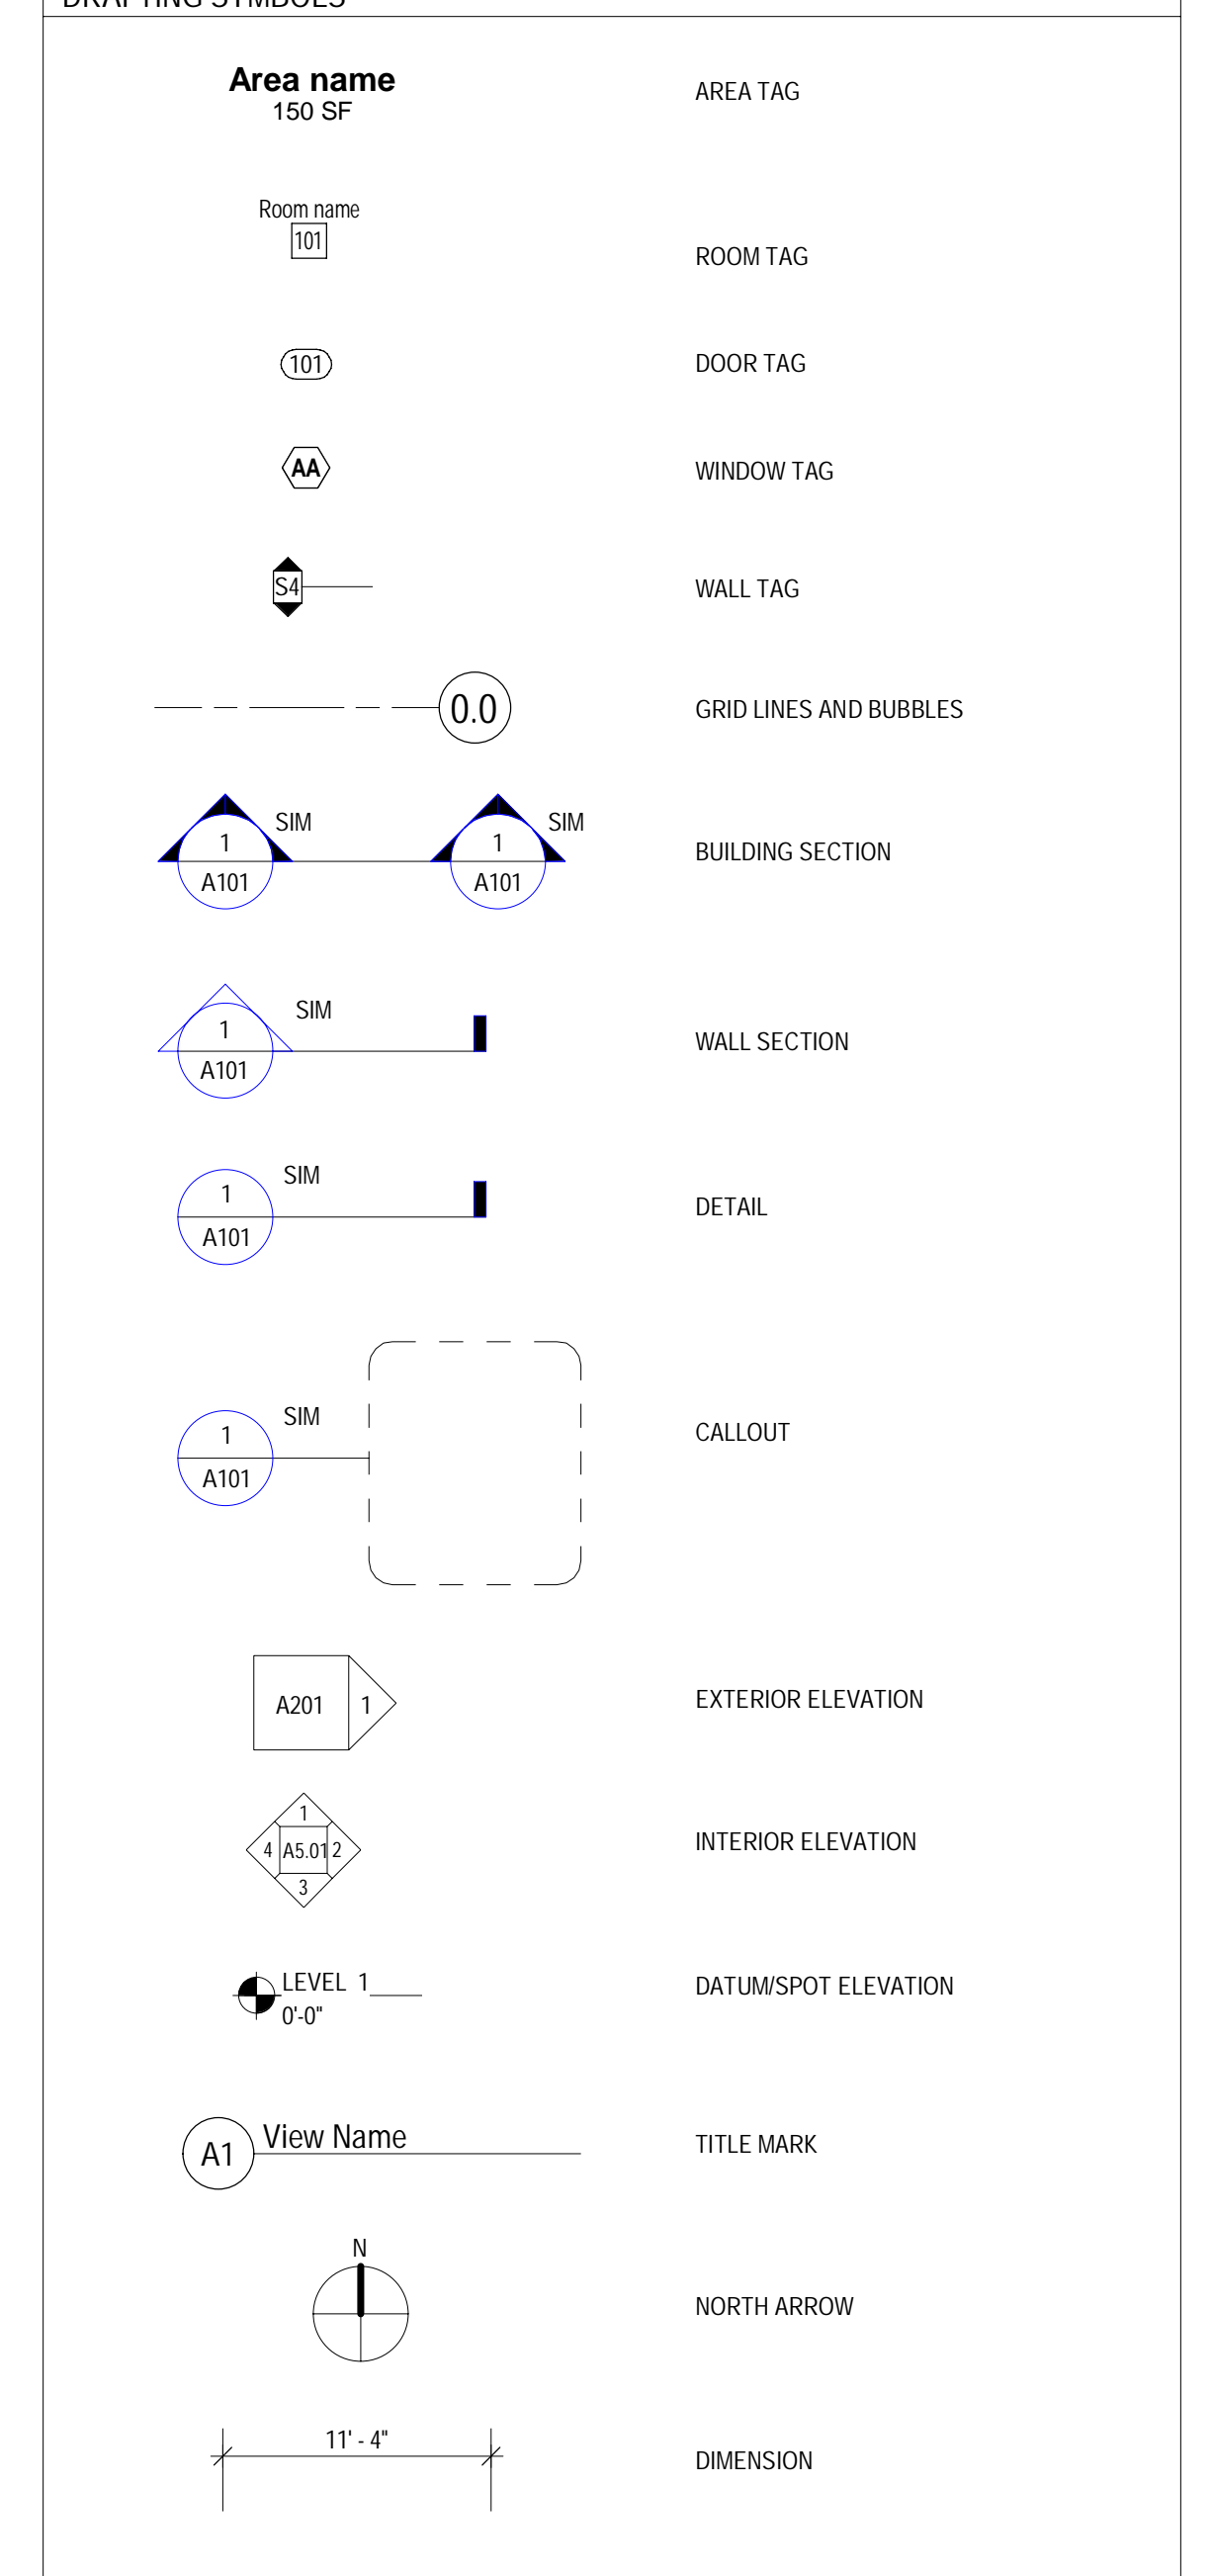 DRAFTING SYMBOLS
Area name
150 SF
AREA TAG
Room name
101
ROOM TAG
101
DOOR TAG
AA
WINDOW TAG
S4
WALL TAG
0.0
GRID LINES AND BUBBLES
SIM
SIM
1
1
A101
A101
BUILDING SECTION
SIM
1
A101
WALL SECTION
SIM
1
A101
DETAIL
SIM
1
A101
CALLOUT
A201
1
EXTERIOR ELEVATION
1
4
A5.01
2
3
INTERIOR ELEVATION
LEVEL 1
0'-0"
DATUM/SPOT ELEVATION
A1
View Name
TITLE MARK
N
NORTH ARROW
11' - 4"
DIMENSION